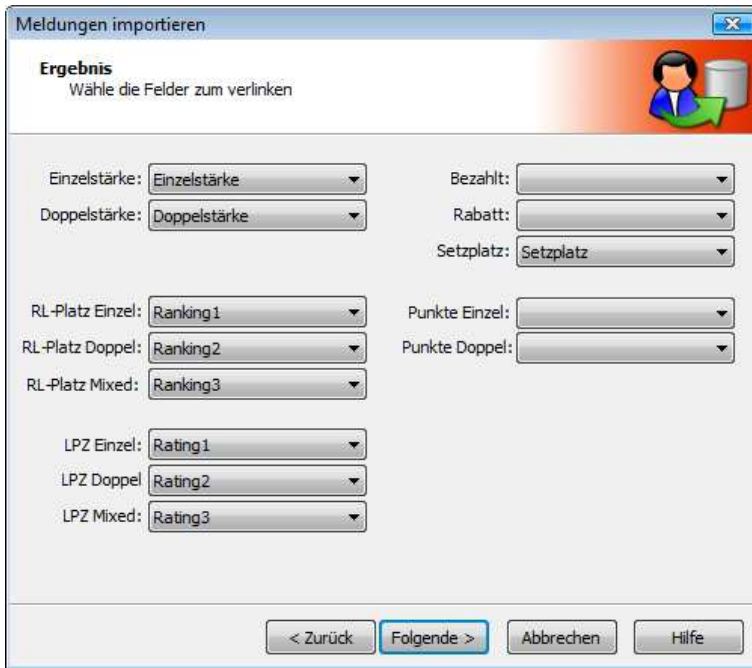 Meldungen importieren
Ergebnis
Wähle die Felder zum verlinken
Einzelstärke: Einzelstärke
Doppelstärke: Doppelstärke
Bezahlt:
Rabatt:
Setzplatz: Setzplatz
RL-Platz Einzel: Ranking1
RL-Platz Doppel: Ranking2
RL-Platz Mixed: Ranking3
Punkte Einzel:
Punkte Doppel:
LPZ Einzel: Rating1
LPZ Doppel Rating2
LPZ Mixed: Rating3
< Zurück Folgende > Abbrechen Hilfe